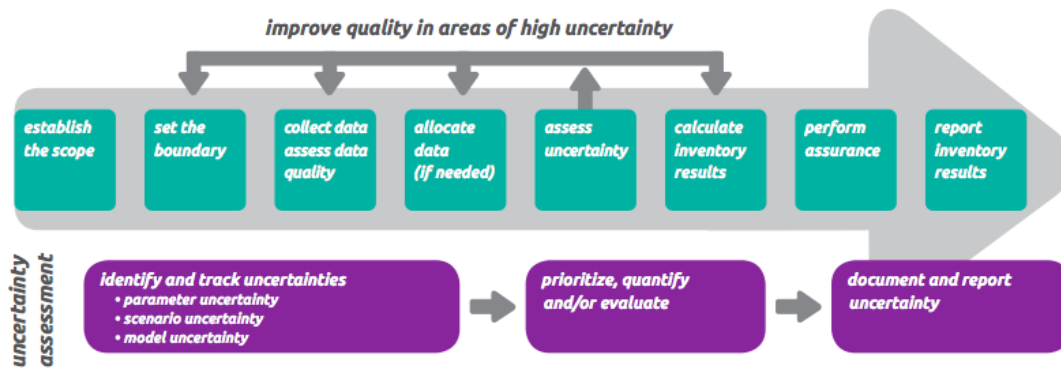 improve quality in areas of high uncertainty
establish
the scope
set the
boundary
collect data
assess data
quality
allocate
data
(if needed)
assess
uncertainty
calculate
inventory
results
perform
assurance
report
inventory
results
uncertainty
assessment
identify and track uncertainties
• parameter uncertainty
• scenario uncertainty
• model uncertainty
prioritize, quantify
and/or evaluate
document and report
uncertainty